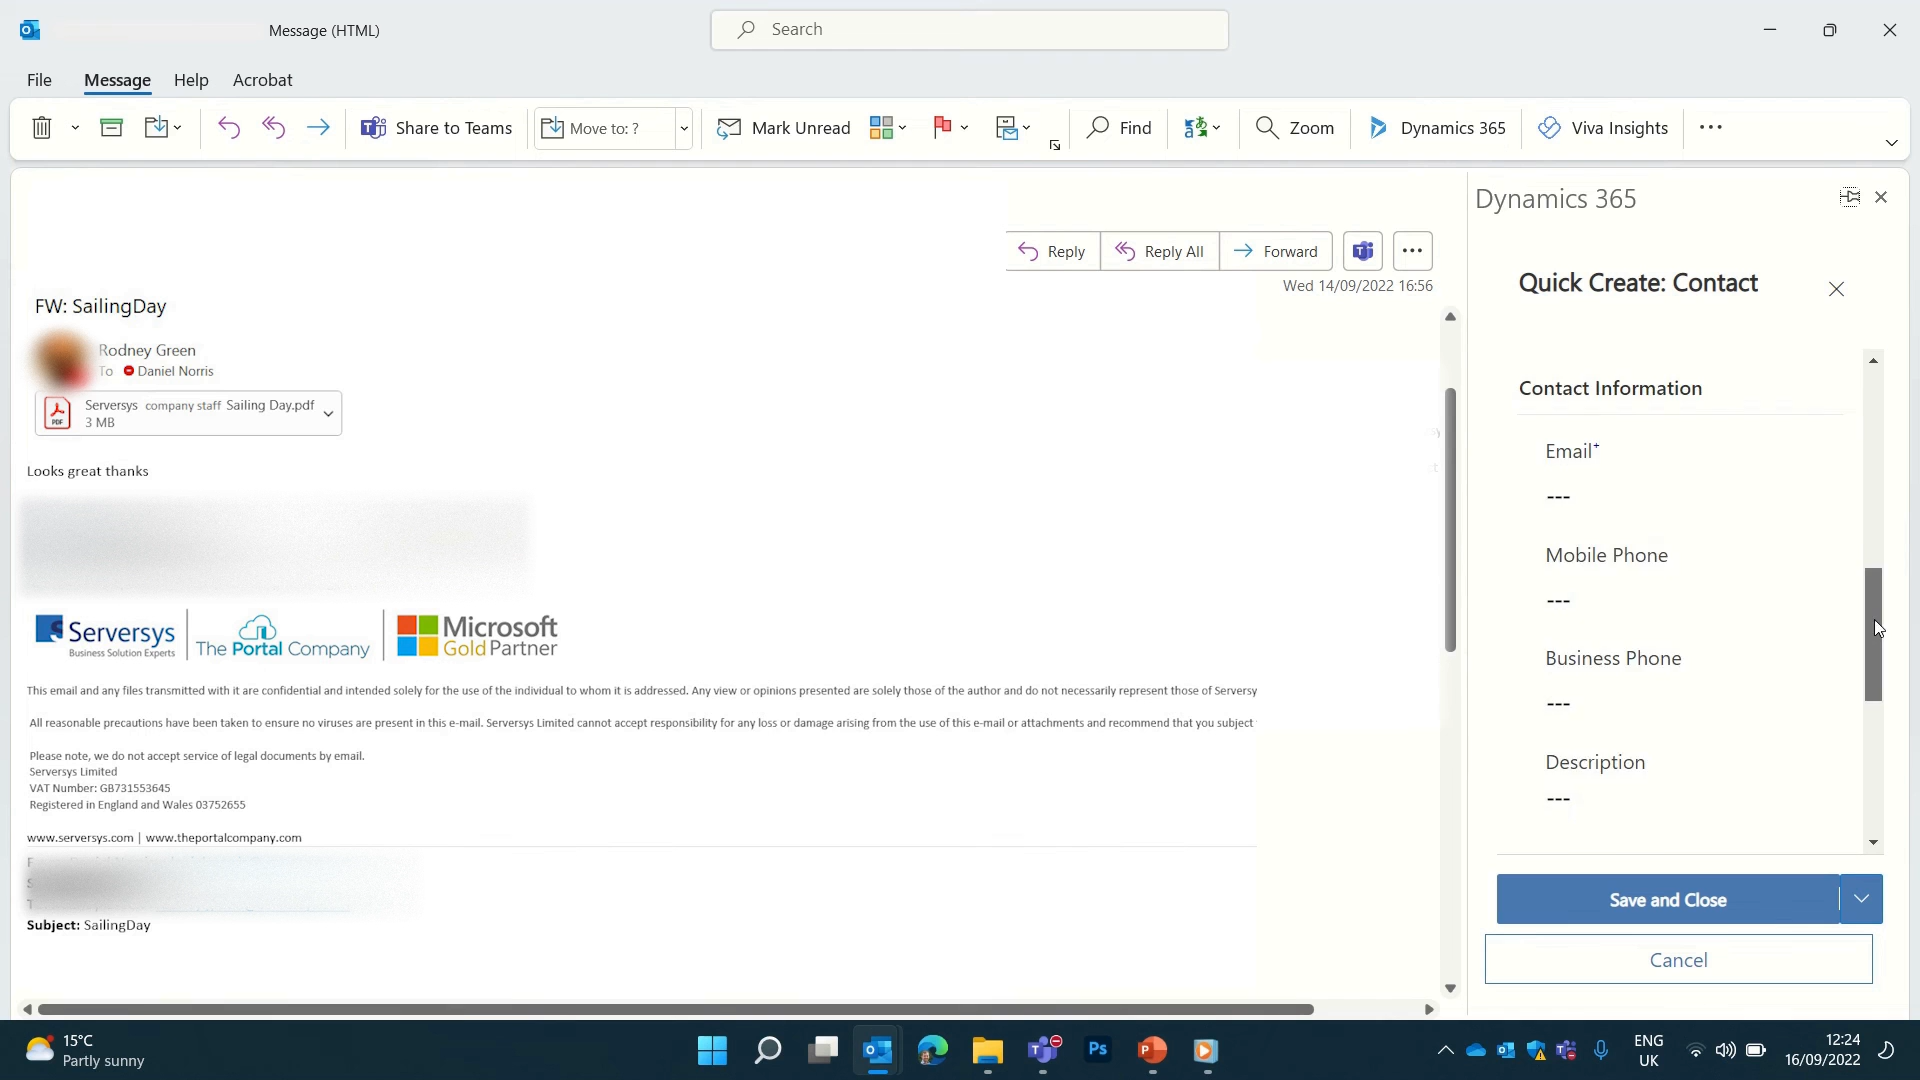 Message (HTML)
Search
File
Message
Help
Acrobat
Share to Teams
Move to: ?
Mark Unread
Find
Zoom
Dynamics 365
Viva Insights
Dynamics 365
Reply
Reply All
Forward
Wed 14/09/2022 16:56
FW: SailingDay
Rodney Green
To Daniel Norris
Serversys company staff Sailing Day.pdf
3 MB
PDF
Looks great thanks
Serversys
Business Solution Experts
The Portal Company
Microsoft
Gold Partner
This email and any files transmitted with it are confidential and intended solely for the use of the individual to whom it is addressed. Any view or opinions presented are solely those of the author and do not necessarily represent those of Serversy
All reasonable precautions have been taken to ensure no viruses are present in this e-mail. Serversys Limited cannot accept responsibility for any loss or damage arising from the use of this e-mail or attachments and recommend that you subject
Please note, we do not accept service of legal documents by email.
Serversys Limited
VAT Number: GB731553645
Registered in England and Wales 03752655
www.serversys.com | www.theportalcompany.com
Subject: SailingDay
Quick Create: Contact
Contact Information
Email+
---
Mobile Phone
---
Business Phone
---
Description
---
Save and Close
Cancel
15°C
Partly sunny
Ps
ENG
UK
12:24
16/09/2022